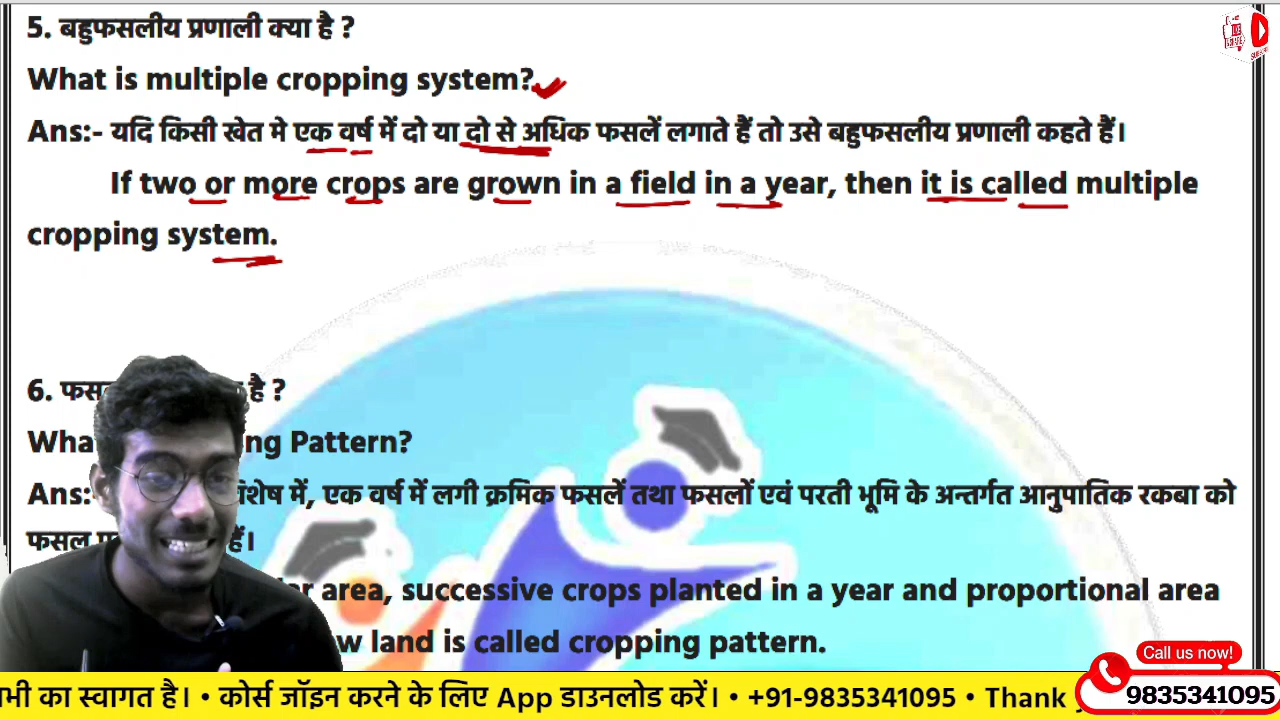 5. बहुफसलीय प्रणाली क्या है ?
What is multiple cropping system?
Ans:- यदि किसी खेत मे एक वर्ष में दो या दो से अधिक फसलें लगाते हैं तो उसे बहुफसलीय प्रणाली कहते हैं।
If two or more crops are grown in a field in a year, then it is called multiple
cropping system.
6. है ?
Pattern?
Ans:- में, एक वर्ष में लगी क्रमिक फसलें तथा फसलों एवं परती भूमि के अन्तर्गत आनुपातिक रकबा को
फसल हैं।
area, successive crops planted in a year and proportional area
land is called cropping pattern.
Call us now!
का स्वागत है। • कोर्स जॉइन करने के लिए App डाउनलोड करें। • +91-9835341095 • Thank
9835341095